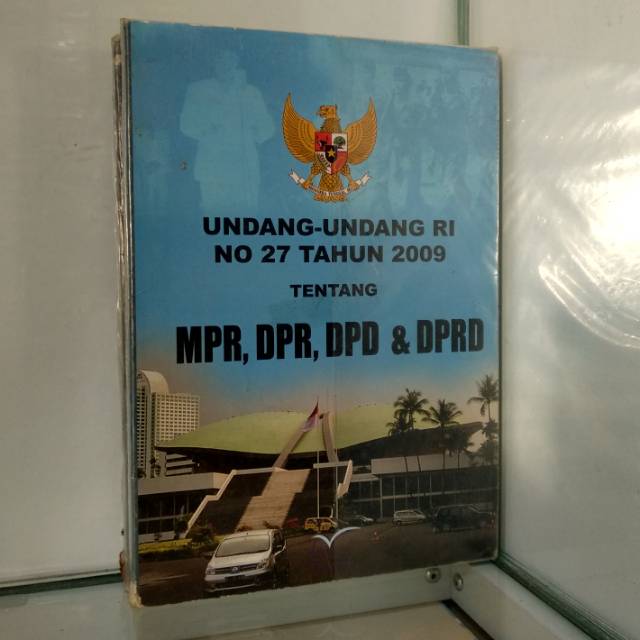 UNDANG-UNDANG RI
NO 27 TAHUN 2009
TENTANG
MPR, DPR, DPD & DPRD